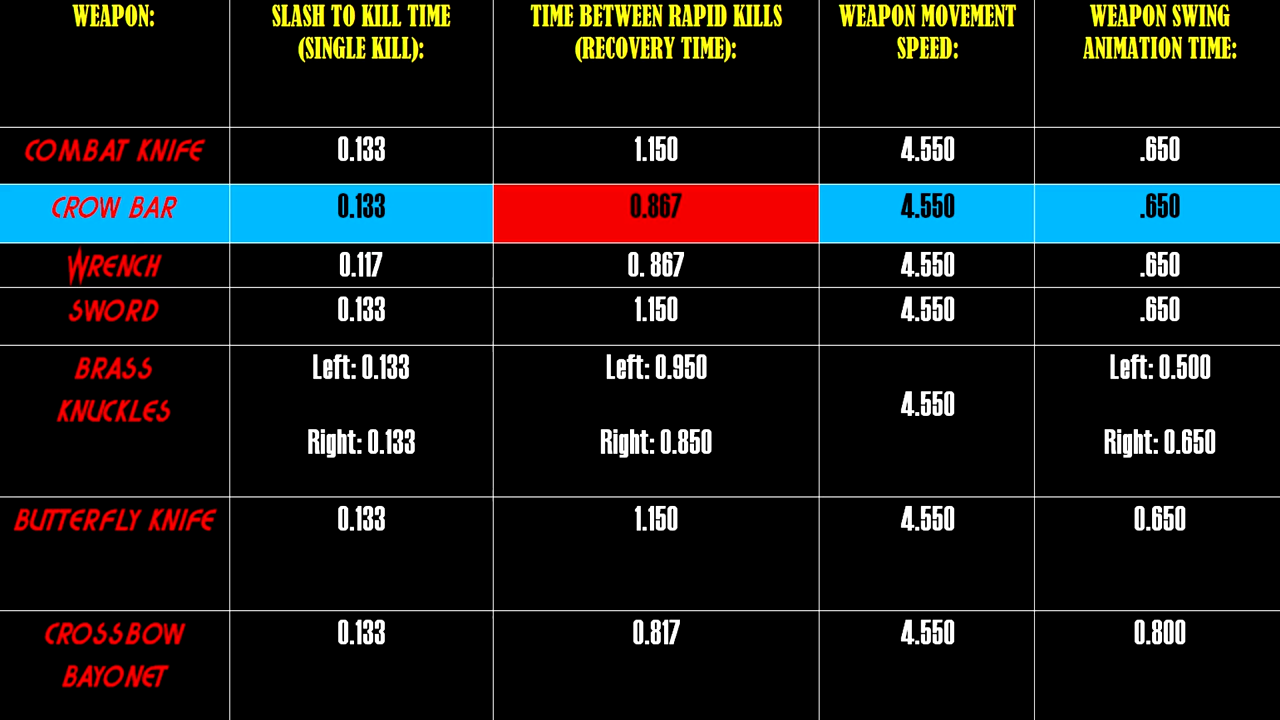 WEAPON:
SLASH TO KILL TIME
(SINGLE KILL):
TIME BETWEEN RAPID KILLS
(RECOVERY TIME):
WEAPON MOVEMENT
SPEED:
WEAPON SWING
ANIMATION TIME:
COMBAT KNIFE
0.133
1.150
4.550
.650
CROW BAR
0.133
0.867
4.550
.650
WRENCH
0.117
0. 867
4.550
.650
SWORD
0.133
1.150
4.550
.650
BRASS
KNUCKLES
Left: 0.133
Right: 0.133
Left: 0.950
Right: 0.850
4.550
Left: 0.500
Right: 0.650
BUTTERFLY KNIFE
0.133
1.150
4.550
0.650
CROSSBOW
BAYONET
0.133
0.817
4.550
0.800